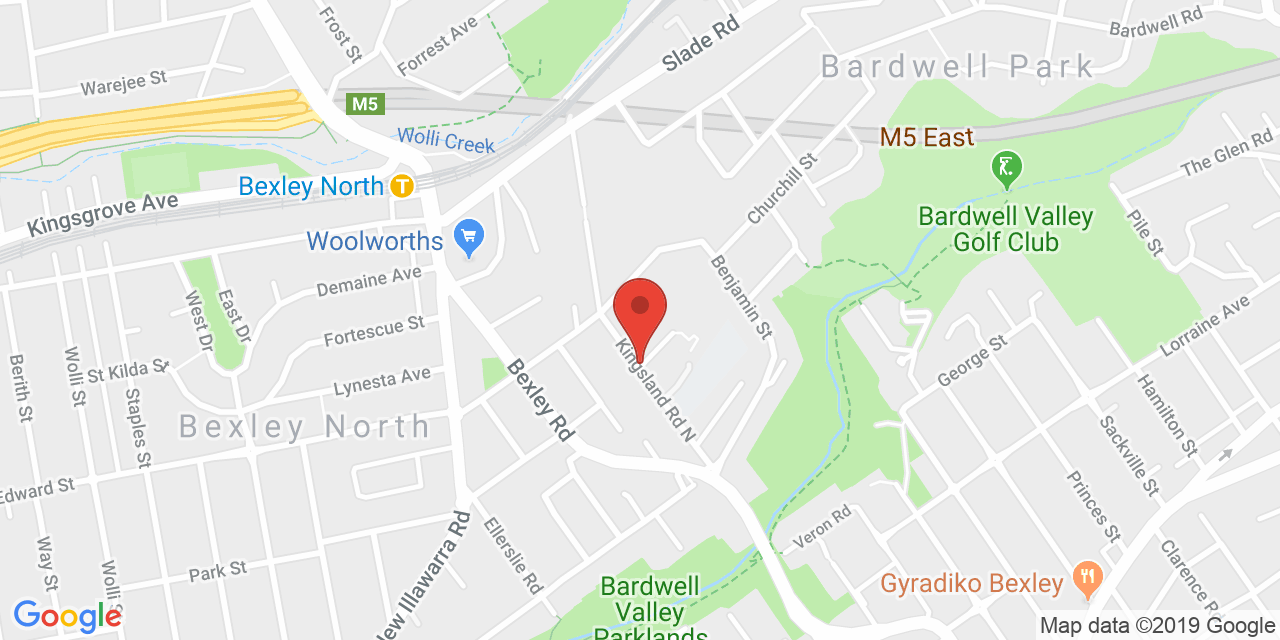 Frost St
Forrest Ave
Slade Rd
Bardwell Rd
Bardwell Park
Warejee St
M5
Wolli Creek
M5 East
The Glen Rd
Churchill St
Bexley North
Kingsgrove Ave
Bardwell Valley
Golf Club
Pile St
Woolworths
Demaine Ave
Benjamin St
East Dr
West Dr
Fortescue St
Lorraine Ave
George St
Berith St
Wolli St
St Kilda St
Lynesta Ave
Bexley Rd
Kingsland Rd N
Staples St
Hamilton St
Sackville St
Bexley North
Edward St
Princes St
Veron Rd
Ellerslie Rd
New Illawarra Rd
Way St
Wolli S
Park St
Clarence Rd
Bardwell
Valley
Parklands
Gyradiko Bexley
Google
Map data ©2019 Google